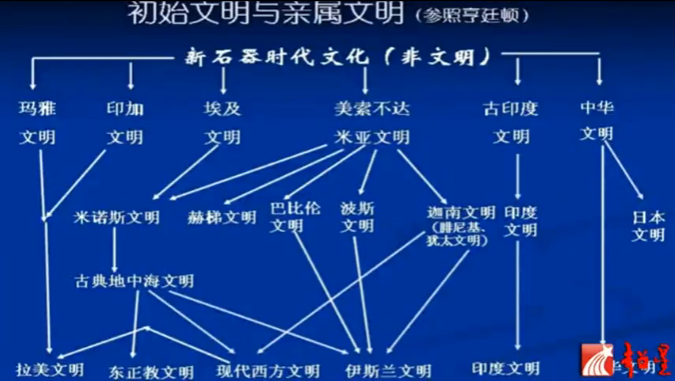 初始文明与亲属文明(参照亨廷顿)
新石器时代文化(非文明)
玛雅 印加 埃及 美索不达 古印度 中华
文明 文明 文明 米亚文明 文明 文明
米诺斯文明 赫梯文明 巴比伦 波斯 迦南文明 印度 日本
文明 文明 (腓尼基、 文明 文明
犹太文明)
古典地中海文明
拉美文明 东正教文明 现代西方文明 伊斯兰文明 印度文明